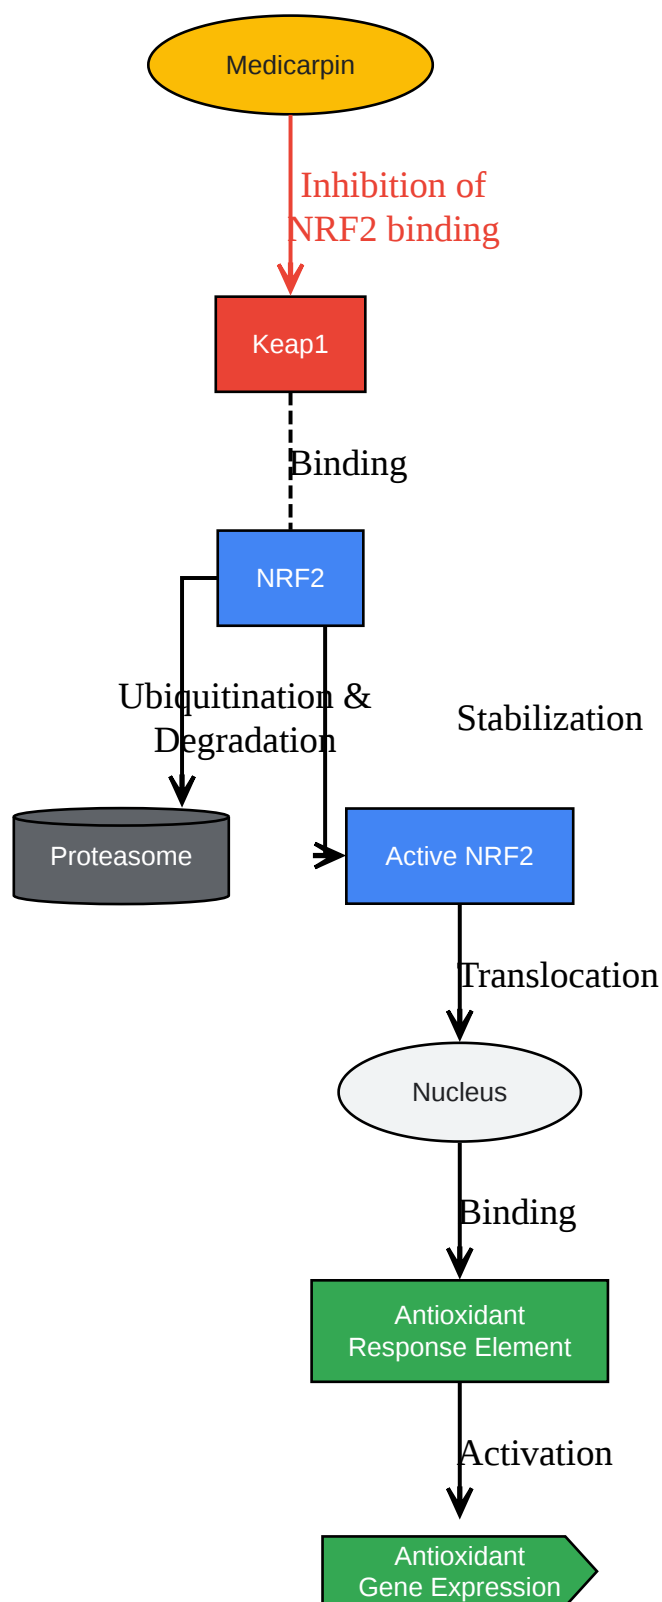 Medicarpin
Inhibition of
NRF2 binding
Keap1
Binding
NRF2
Ubiquitination &
Degradation
Stabilization
Proteasome
Active NRF2
Translocation
Nucleus
Binding
Antioxidant
Response Element
Activation
Antioxidant
Gene Expression